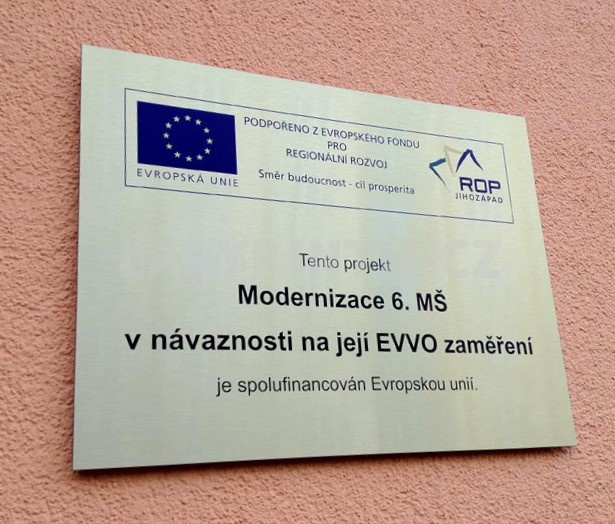 PODPOŘENO Z EVROPSKÉHO FONDU
PRO
REGIONÁLNÍ ROZVOJ
Směr budoucnost - cíl prosperita
EVROPSKÁ UNIE
ROP
JIHOZÁPAD
Tento projekt
Modernizace 6. MŠ
v návaznosti na její EVVO zaměření
je spolufinancován Evropskou unií.